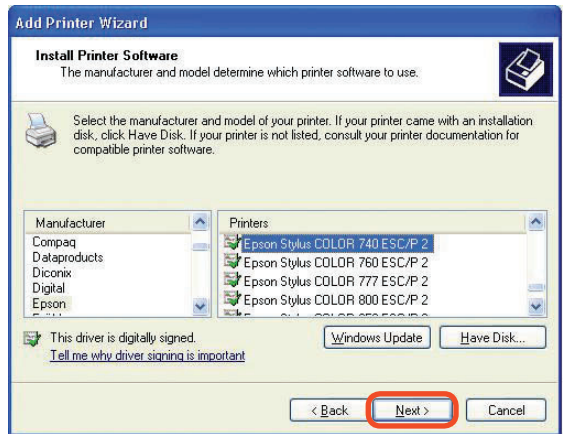 Add Printer Wizard
Install Printer Software
The manufacturer and model determine which printer software to use.
Select the manufacturer and model of your printer. If your printer came with an installation
disk, click Have Disk. If your printer is not listed, consult your printer documentation for
compatible printer software.
Manufacturer
Compaq
Dataproducts
Diconix
Digital
Epson
Printers
Epson Stylus COLOR 740 ESC/P 2
Epson Stylus COLOR 760 ESC/P 2
Epson Stylus COLOR 777 ESC/P 2
Epson Stylus COLOR 800 ESC/P 2
This driver is digitally signed.
Tell me why driver signing is important
Windows Update
Have Disk...
< Back
Next >
Cancel